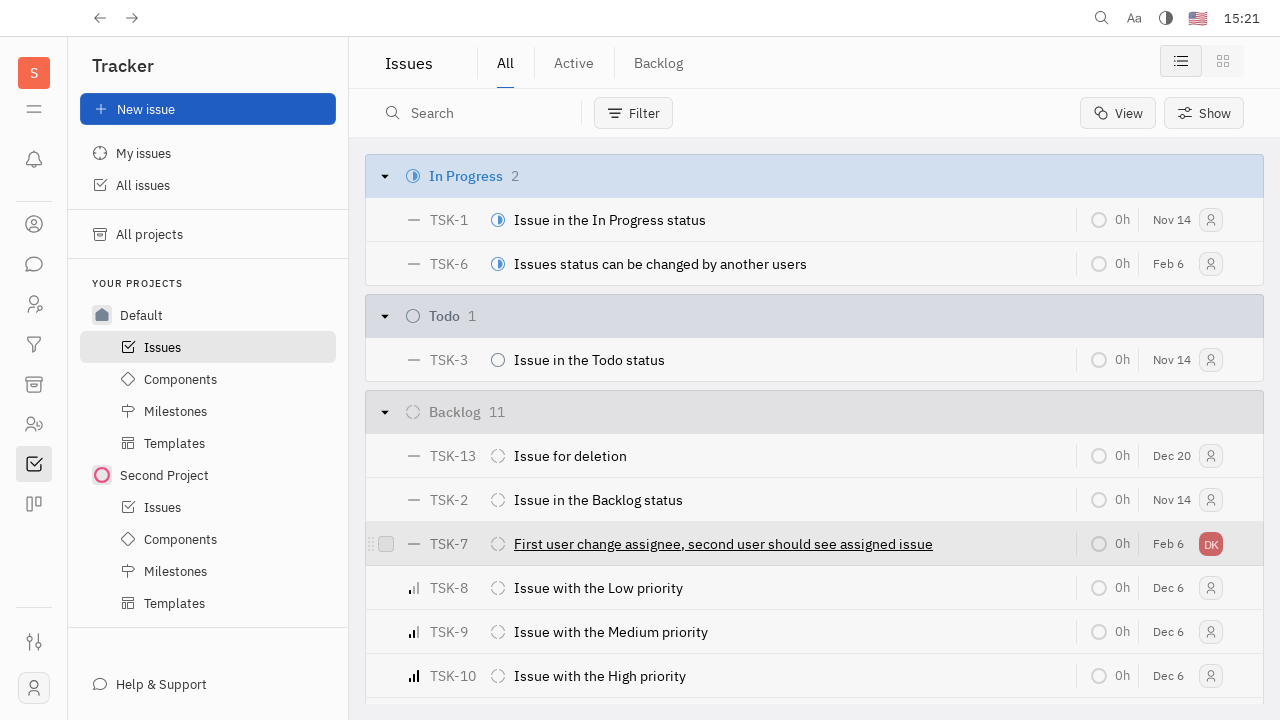 Aa
15:21
S
Tracker
New issue
My issues
All issues
All projects
YOUR PROJECTS
Default
Issues
Components
Milestones
Templates
Second Project
Issues
Components
Milestones
Templates
Help & Support
Issues
All
Active
Backlog
Search
Filter
View
Show
In Progress 2
TSK-1 Issue in the In Progress status 0h Nov 14
TSK-6 Issues status can be changed by another users 0h Feb 6
Todo 1
TSK-3 Issue in the Todo status 0h Nov 14
Backlog 11
TSK-13 Issue for deletion 0h Dec 20
TSK-2 Issue in the Backlog status 0h Nov 14
TSK-7 First user change assignee, second user should see assigned issue 0h Feb 6 DK
TSK-8 Issue with the Low priority 0h Dec 6
TSK-9 Issue with the Medium priority 0h Dec 6
TSK-10 Issue with the High priority 0h Dec 6